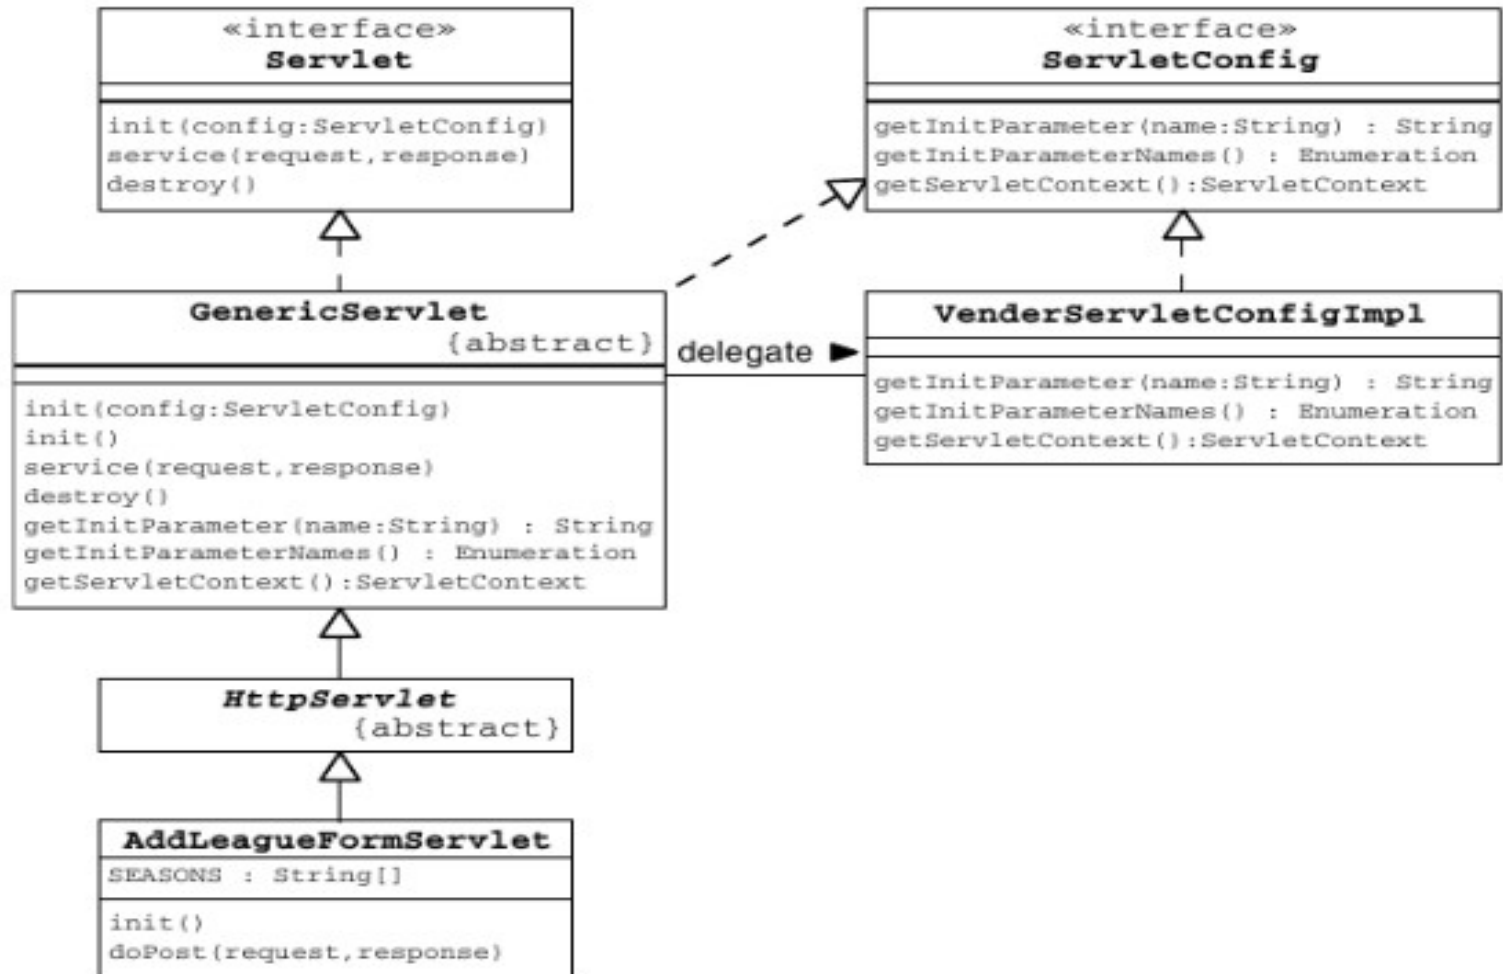 «interface»
Servlet
init(config:ServletConfig)
service(request,response)
destroy()
«interface»
ServletConfig
getInitParameter(name:String) : String
getInitParameterNames() : Enumeration
getServletContext():ServletContext
GenericServlet
{abstract}
init(config:ServletConfig)
init()
service(request,response)
destroy()
getInitParameter(name:String) : String
getInitParameterNames() : Enumeration
getServletContext():ServletContext
delegate
VenderServletConfigImpl
getInitParameter(name:String) : String
getInitParameterNames() : Enumeration
getServletContext():ServletContext
HttpServlet
{abstract}
AddLeagueFormServlet
SEASONS : String[]
init()
doPost(request,response)